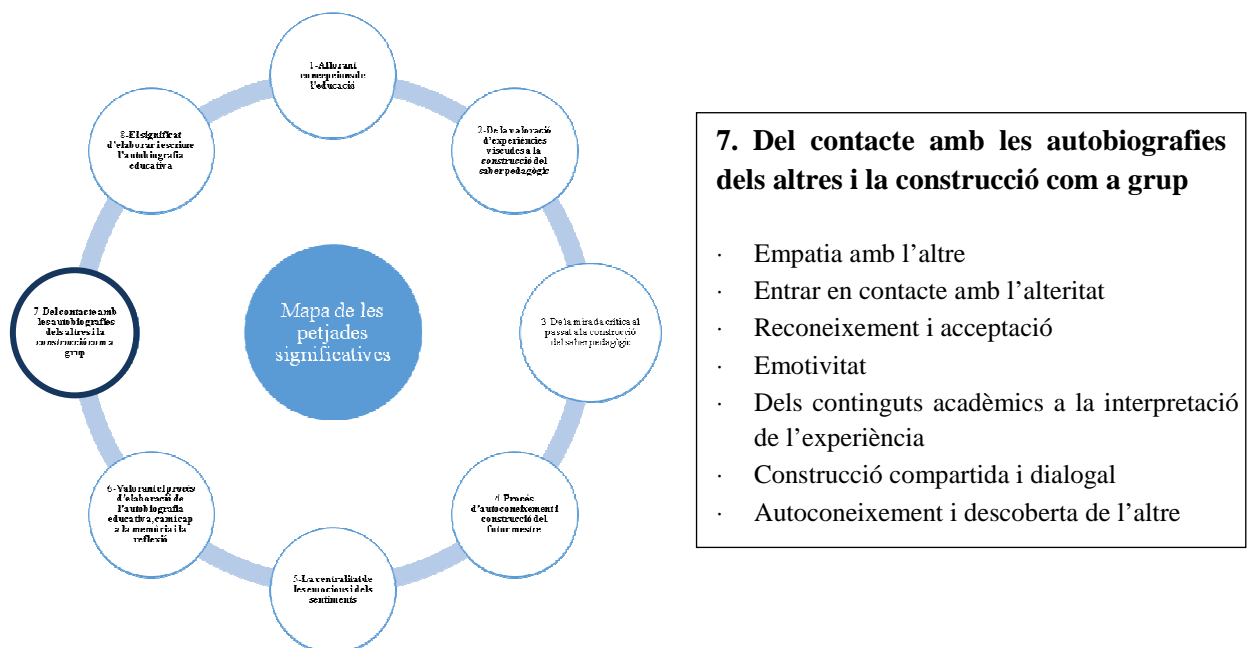 1-Aflorant
concepcions de
l'educació
2-De la valoració
d'experiències
viscudes a la
construcció del
saber pedagògic
3-De la mirada crítica al
passat a la construcció
del saber pedagògic
4-Procés
d'autoconeixement i
construcció del
futur mestre
5-La centralitat de
les emocions i dels
sentiments
6-Valorant el procés
d'elaboració de
l'autobiografia
educativa, camí cap
a la memòria i la
reflexió
7-Del contacte amb
les autobiografies
dels altres i la
construcció com a
grup
8-El significat
d'elaborar i escriure
l'autobiografia
educativa
Mapa de les
petjades
significatives
7. Del contacte amb les autobiografies
dels altres i la construcció com a grup
· Empatia amb l'altre
· Entrar en contacte amb l'alteritat
· Reconeixement i acceptació
· Emotivitat
· Dels continguts acadèmics a la interpretació
de l'experiència
· Construcció compartida i dialogal
· Autoconeixement i descoberta de l'altre